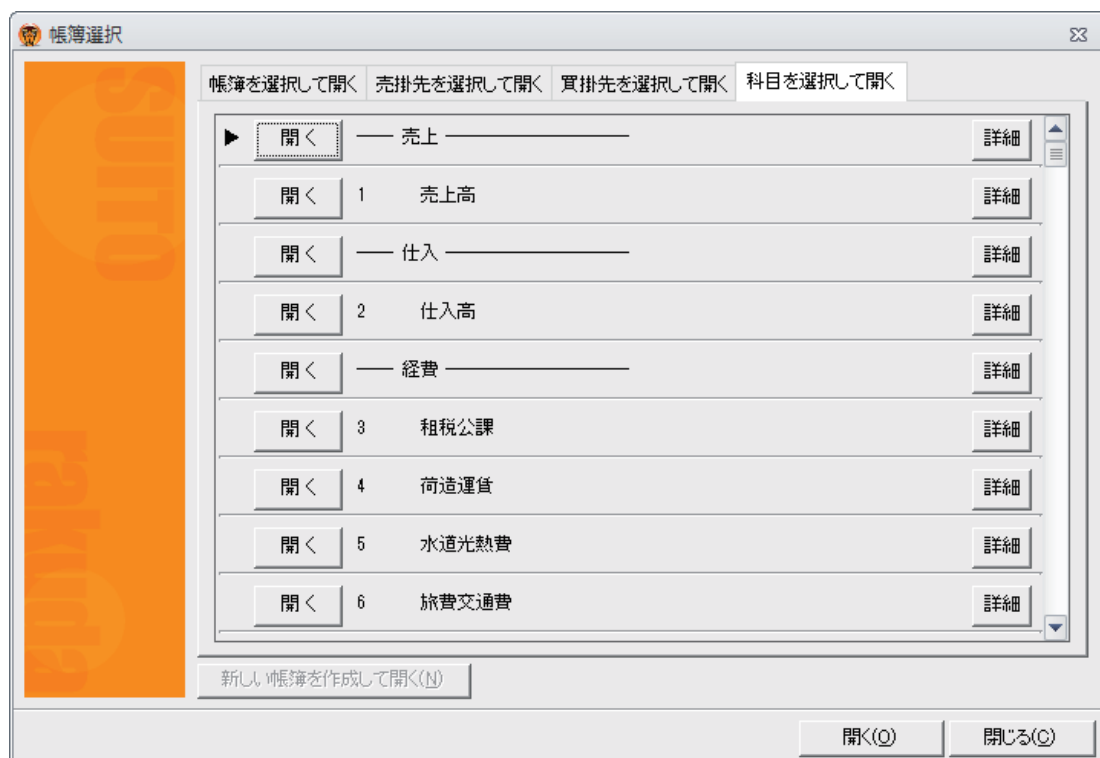 帳簿選択
SUITO
rakuda
帳簿を選択して開く 売掛先を選択して開く 買掛先を選択して開く 科目を選択して開く
開く 売上 詳細
開く 1 売上高 詳細
開く 仕入 詳細
開く 2 仕入高 詳細
開く 経費 詳細
開く 3 租税公課 詳細
開く 4 荷造運賃 詳細
開く 5 水道光熱費 詳細
開く 6 旅費交通費 詳細
新しい帳簿を作成して開く(N)
開く(O) 閉じる(C)